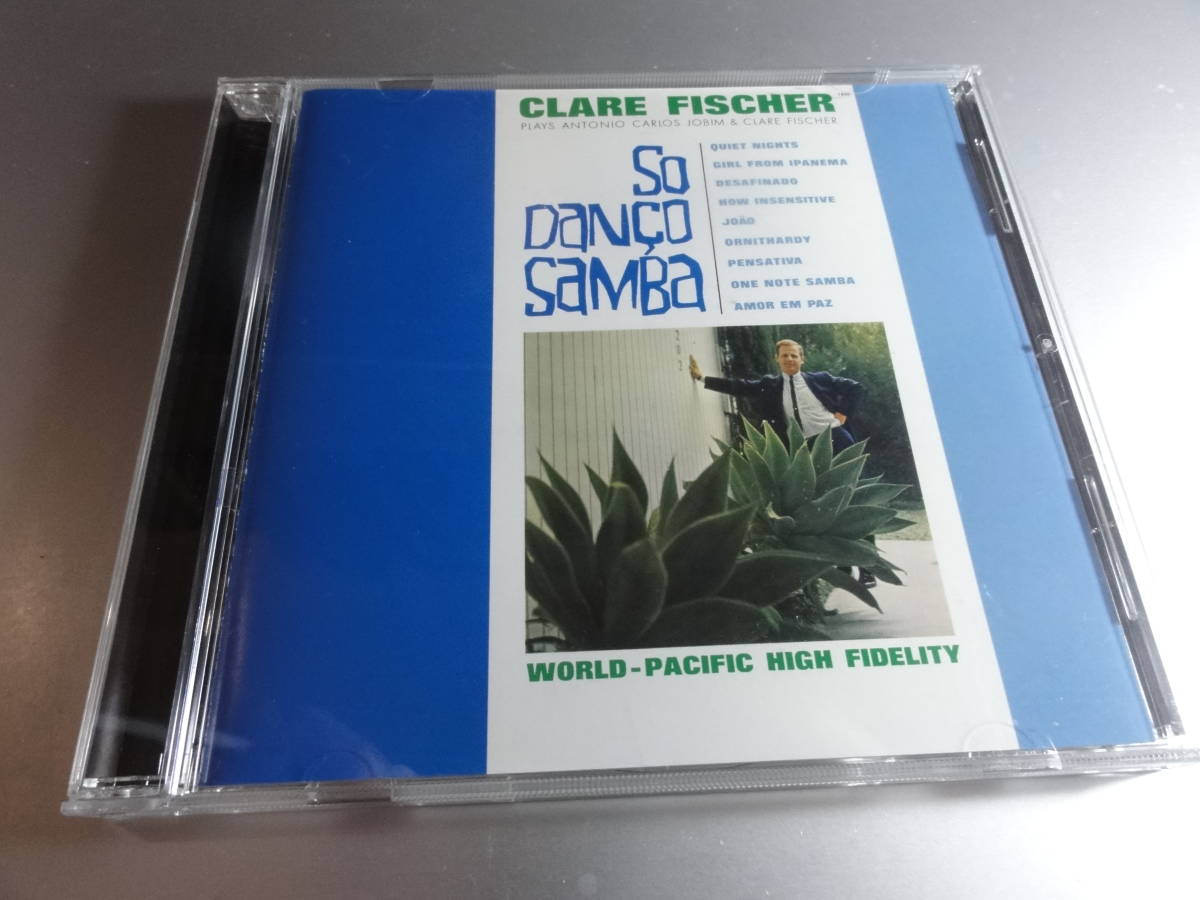 CLARE FISCHER
PLAYS ANTONIO CARLOS JOBIM & CLARE FISCHER
SO
DANÇO
SAMBA
QUIET NIGHTS
GIRL FROM IPANEMA
DESAFINADO
HOW INSENSITIVE
JOÃO
ORNITHARDY
PENSATIVA
ONE NOTE SAMBA
AMOR EM PAZ
202
WORLD-PACIFIC HIGH FIDELITY